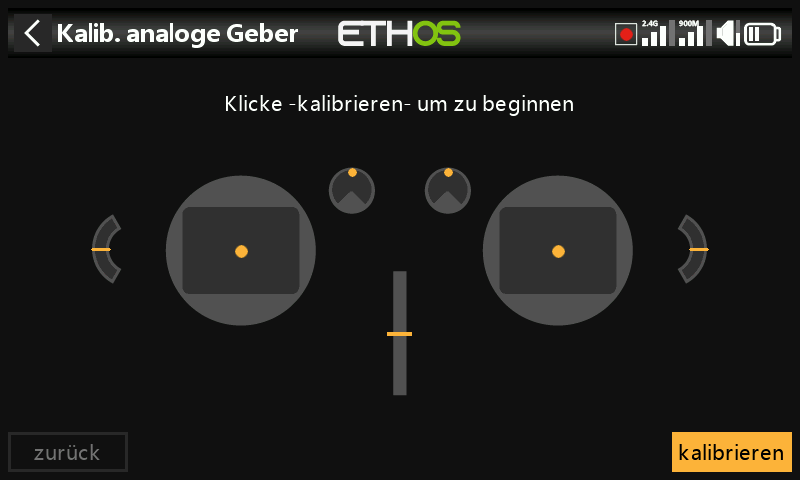 Kalib. analoge Geber
ETHOS
2.4G
900M
Klicke -kalibrieren- um zu beginnen
zurück
kalibrieren